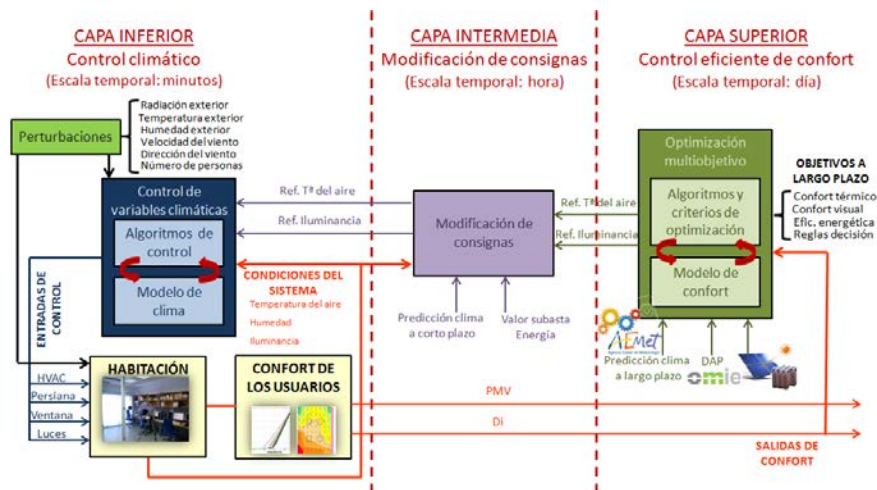 CAPA INFERIOR
Control climático
(Escala temporal: minutos)
CAPA INTERMEDIA
Modificación de consignas
(Escala temporal: hora)
CAPA SUPERIOR
Control eficiente de confort
(Escala temporal: día)
Perturbaciones
Radiación exterior
Temperatura exterior
Humedad exterior
Velocidad del viento
Dirección del viento
Número de personas
Control de
variables climáticas
Algoritmos de
control
Modelo de
clima
ENTRADAS DE
CONTROL
Ref. Tª del aire
Ref. Iluminancia
CONDICIONES DEL
SISTEMA
Temperatura del aire
Humedad
Iluminancia
Modificación de
consignas
Predicción clima
a corto plazo
Valor subasta
Energía
Ref. Tª del aire
Ref. Iluminancia
Optimización
multiobjetivo
Algoritmos y
criterios de
optimización
Modelo de
confort
OBJETIVOS A
LARGO PLAZO
Confort térmico
Confort visual
Efic. energética
Reglas decisión
AEmet
Predicción clima
a largo plazo
DAP
omie
HVAC
Persiana
Ventana
Luces
HABITACIÓN
CONFORT DE
LOS USUARIOS
PMV
DI
SALIDAS DE
CONFORT